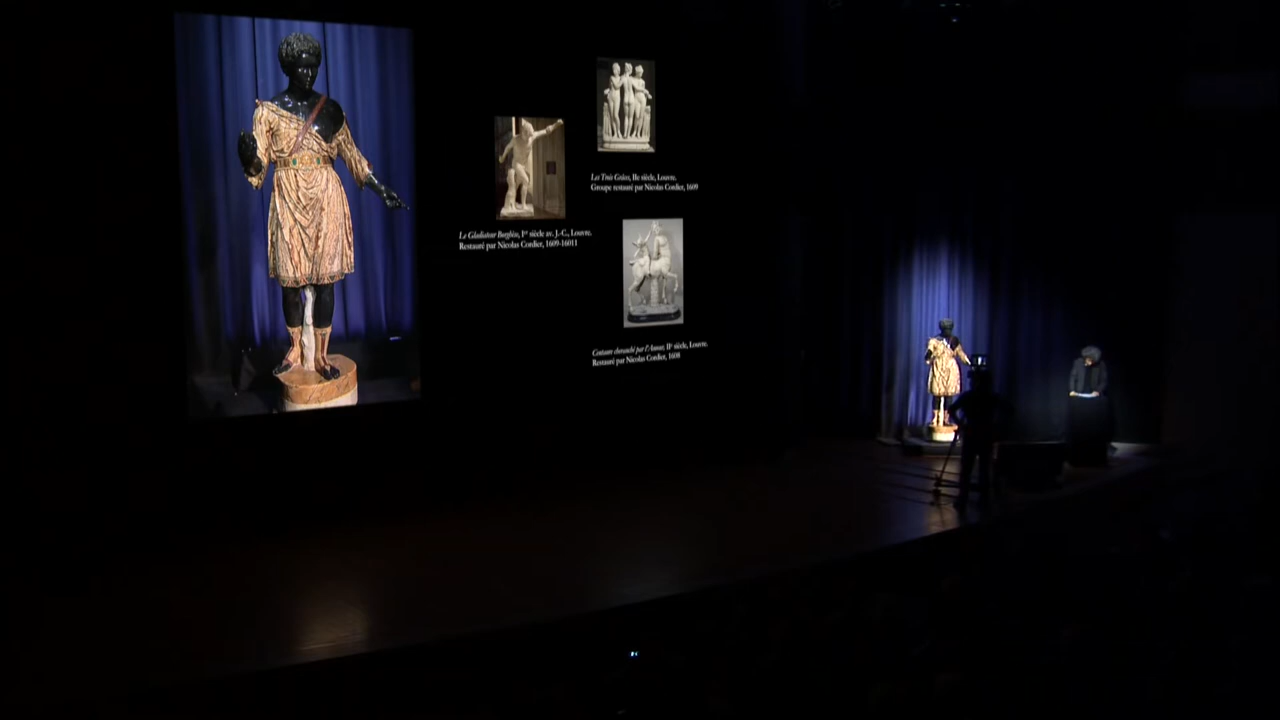 Les Trois Grâces, IIe siècle, Louvre.
Groupe restauré par Nicolas Cordier, 1609
Le Gladiateur Borghèse, Iᵉʳ siècle av. J.-C., Louvre.
Restauré par Nicolas Cordier, 1609-16011
Centaure chevauché par l'Amour, IIᵉ siècle, Louvre.
Restauré par Nicolas Cordier, 1608